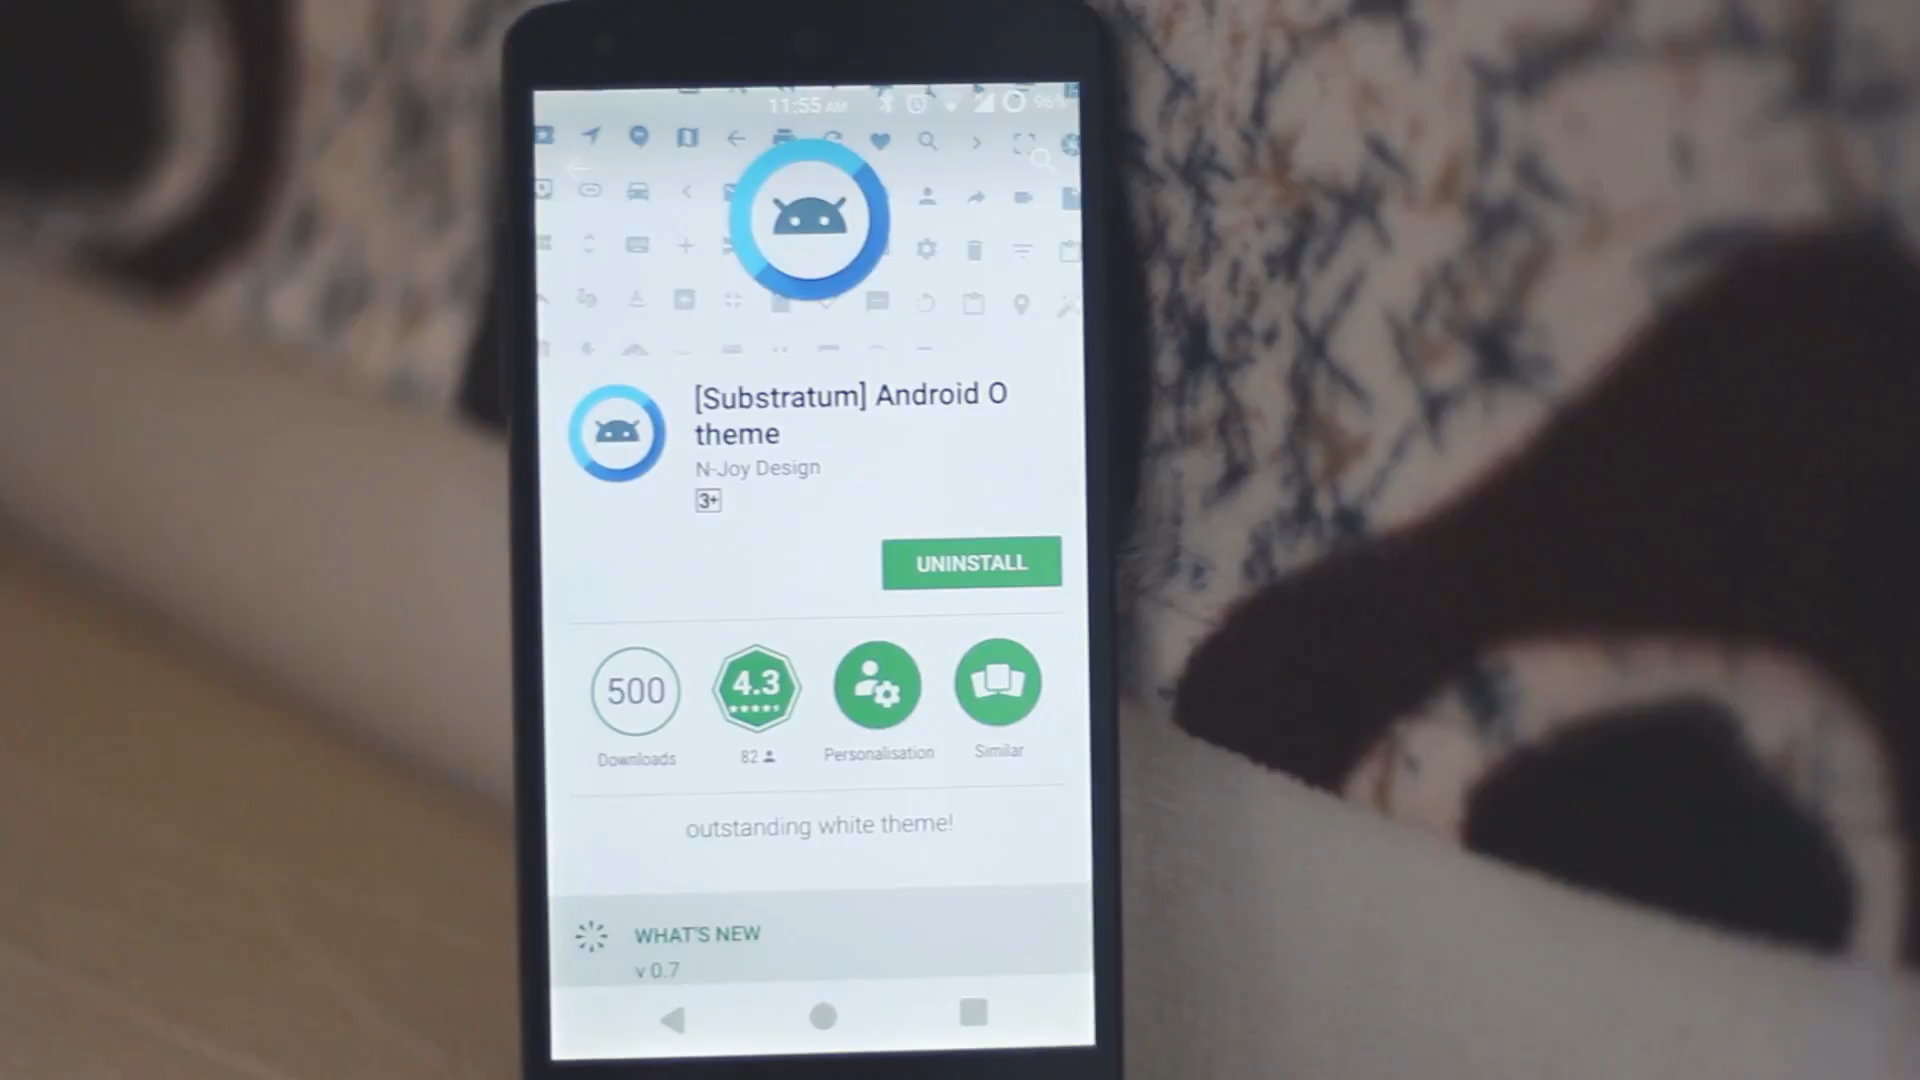 11:55 AM
96%
[Substratum] Android O
theme
N-Joy Design
3+
UNINSTALL
500
4.3
Downloads
82
Personalisation
Similar
outstanding white theme!
WHAT'S NEW
v 0.7